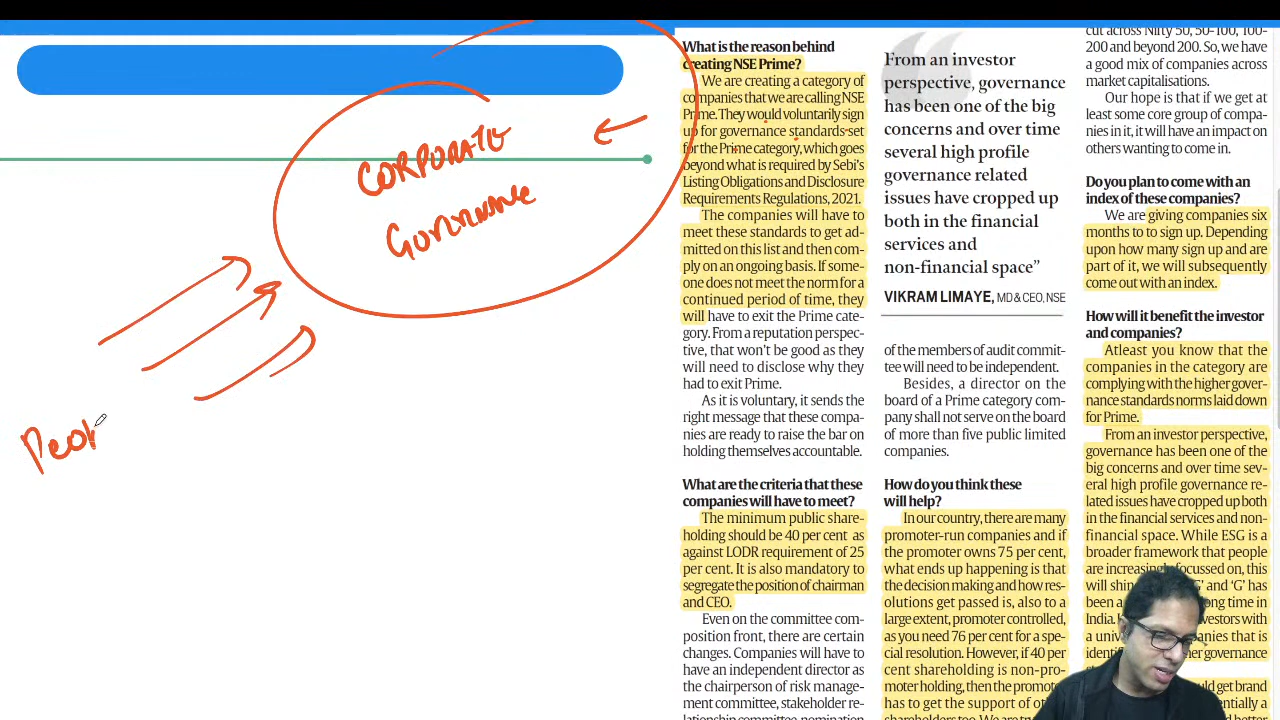 CORPORATE
GOVERNANCE
Peop
What is the reason behind
creating NSE Prime?
We are creating a category of
companies that we are calling NSE
Prime. They would voluntarily sign
up for governance standards set
for the Prime category, which goes
beyond what is required by Sebi's
Listing Obligations and Disclosure
Requirements Regulations, 2021.
The companies will have to
meet these standards to get ad-
mitted on this list and then com-
ply on an ongoing basis. If some-
one does not meet the norm for a
continued period of time, they
will have to exit the Prime cate-
gory. From a reputation perspec-
tive, that won't be good as they
will need to disclose why they
had to exit Prime.
As it is voluntary, it sends the
right message that these compa-
nies are ready to raise the bar on
holding themselves accountable.
What are the criteria that these
companies will have to meet?
The minimum public share-
holding should be 40 per cent as
against LODR requirement of 25
per cent. It is also mandatory to
segregate the position of chairman
and CEO.
Even on the committee com-
position front, there are certain
changes. Companies will have to
have an independent director as
the chairperson of risk manage-
ment committee, stakeholder re-
lationship committee, nomination
From an investor
perspective, governance
has been one of the big
concerns and over time
several high profile
governance related
issues have cropped up
both in the financial
services and
non-financial space”
VIKRAM LIMAYE, MD & CEO, NSE
of the members of audit commit-
tee will need to be independent.
Besides, a director on the
board of a Prime category com-
pany shall not serve on the board
of more than five public limited
companies.
How do you think these
will help?
In our country, there are many
promoter-run companies and if
the promoter owns 75 per cent,
what ends up happening is that
the decision making and how res-
olutions get passed is, also to a
large extent, promoter controlled,
as you need 76 per cent for a spe-
cial resolution. However, if 40 per
cent shareholding is non-pro-
moter holding, then the promote
has to get the support of ot
shareholders too. We are t
cut across Nifty 50, 50-100, 100-
200 and beyond 200. So, we have
a good mix of companies across
market capitalisations.
Our hope is that if we get at
least some core group of compa-
nies in it, it will have an impact on
others wanting to come in.
Do you plan to come with an
index of these companies?
We are giving companies six
months to to sign up. Depending
upon how many sign up and are
part of it, we will subsequently
come out with an index.
How will it benefit the investor
and companies?
Atleast you know that the
companies in the category are
complying with the higher gover-
nance standards norms laid down
for Prime.
From an investor perspective,
governance has been one of the
big concerns and over time sev-
eral high profile governance re-
lated issues have cropped up both
in the financial services and non-
financial space. While ESG is a
broader framework that people
are increasingly focussed on, this
will shin ' and 'G' has
been a ong time in
India. vestors with
a univ panies that is
identif er governance
uld get brand
entially a